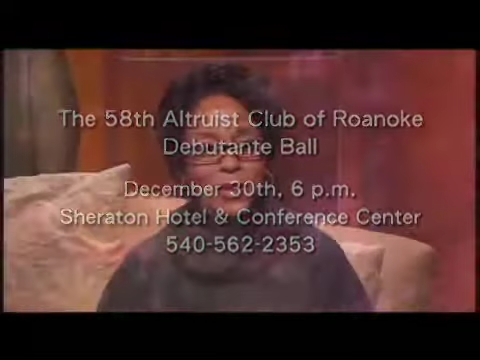 The 58th Altruist Club of Roanoke
Debutante Ball
December 30th, 6 p.m.
Sheraton Hotel & Conference Center
540-562-2353